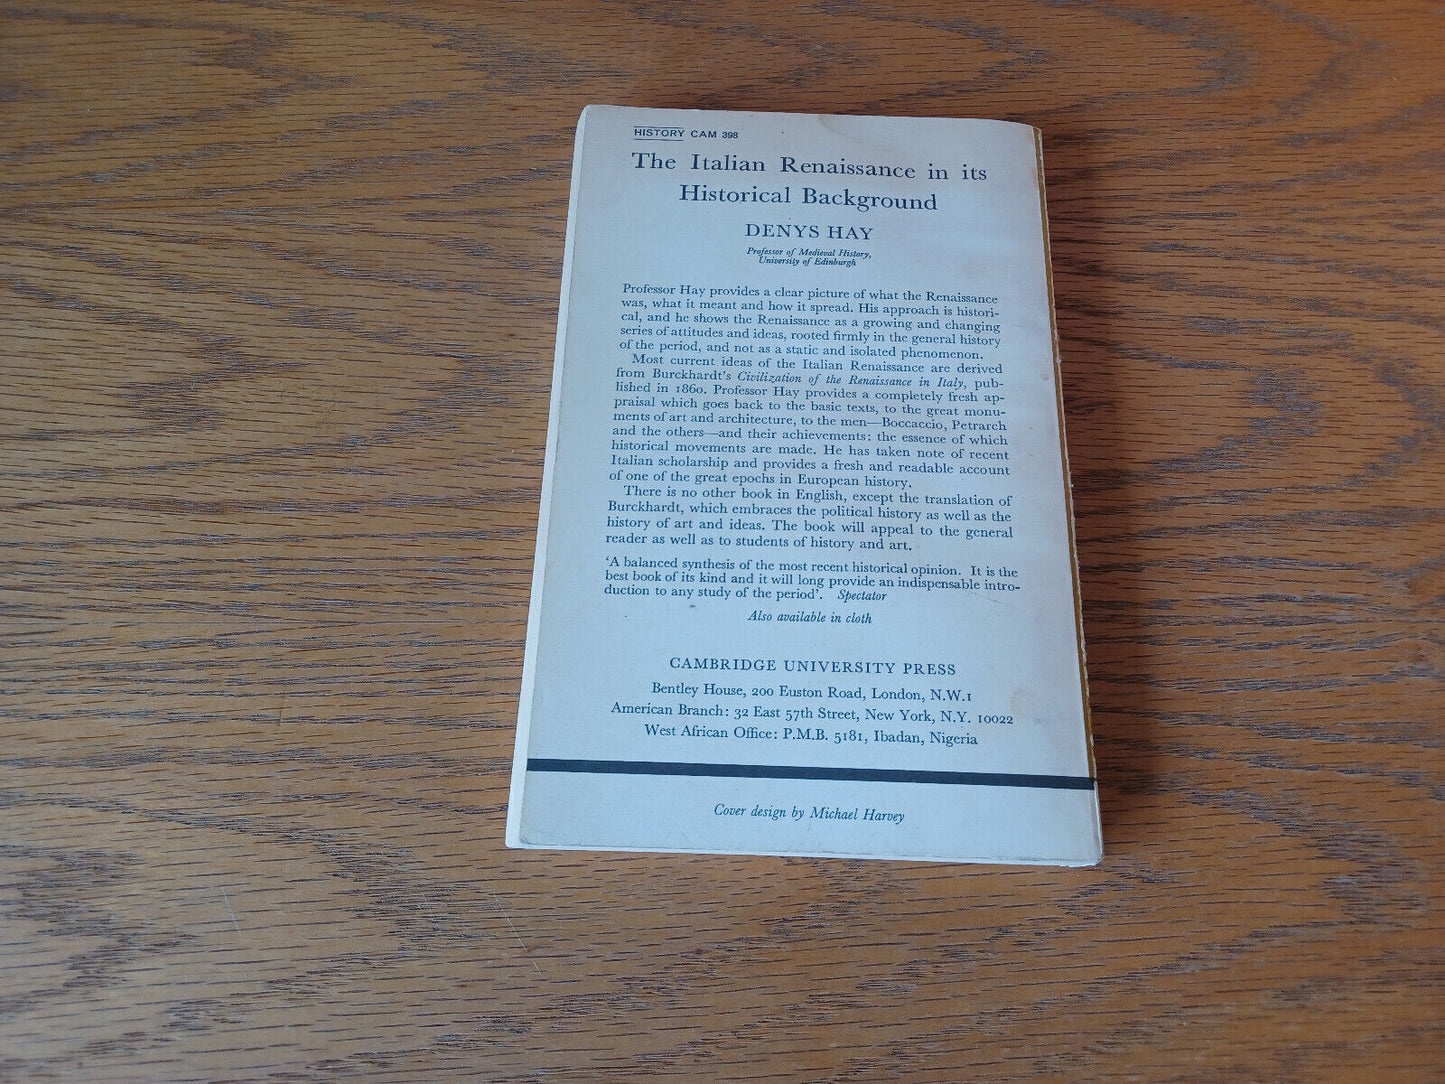 HISTORY CAM 398
The Italian Renaissance in its
Historical Background
DENYS HAY
Professor of Medieval History,
University of Edinburgh
Professor Hay provides a clear picture of what the Renaissance
was, what it meant and how it spread. His approach is histori-
cal, and he shows the Renaissance as a growing and changing
series of attitudes and ideas, rooted firmly in the general history
of the period, and not as a static and isolated phenomenon.
Most current ideas of the Italian Renaissance are derived
from Burckhardt's Civilization of the Renaissance in Italy, pub-
lished in 1860. Professor Hay provides a completely fresh ap-
praisal which goes back to the basic texts, to the great monu-
ments of art and architecture, to the men—Boccaccio, Petrarch
and the others—and their achievements: the essence of which
historical movements are made. He has taken note of recent
Italian scholarship and provides a fresh and readable account
of one of the great epochs in European history.
There is no other book in English, except the translation of
Burckhardt, which embraces the political history as well as the
history of art and ideas. The book will appeal to the general
reader as well as to students of history and art.
'A balanced synthesis of the most recent historical opinion. It is the
best book of its kind and it will long provide an indispensable intro-
duction to any study of the period'. Spectator
Also available in cloth
CAMBRIDGE UNIVERSITY PRESS
Bentley House, 200 Euston Road, London, N.W.1
American Branch: 32 East 57th Street, New York, N.Y. 10022
West African Office: P.M.B. 5181, Ibadan, Nigeria
Cover design by Michael Harvey